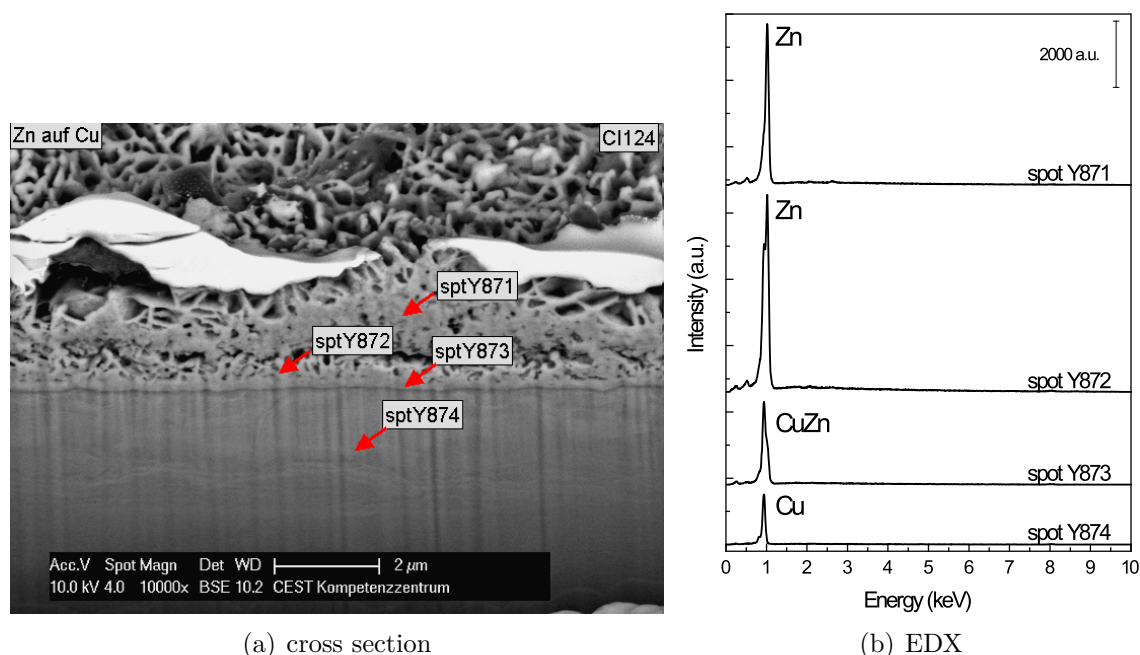 Zn auf Cu
CI124
sptY871
sptY872
sptY873
sptY874
Acc.V Spot Magn Det WD 2 µm
10.0 kV 4.0 10000x BSE 10.2 CEST Kompetenzzentrum
(a) cross section
Zn
2000 a.u.
spot Y871
Zn
spot Y872
CuZn
spot Y873
Cu
spot Y874
Intensity (a.u.)
0 1 2 3 4 5 6 7 8 9 10
Energy (keV)
(b) EDX